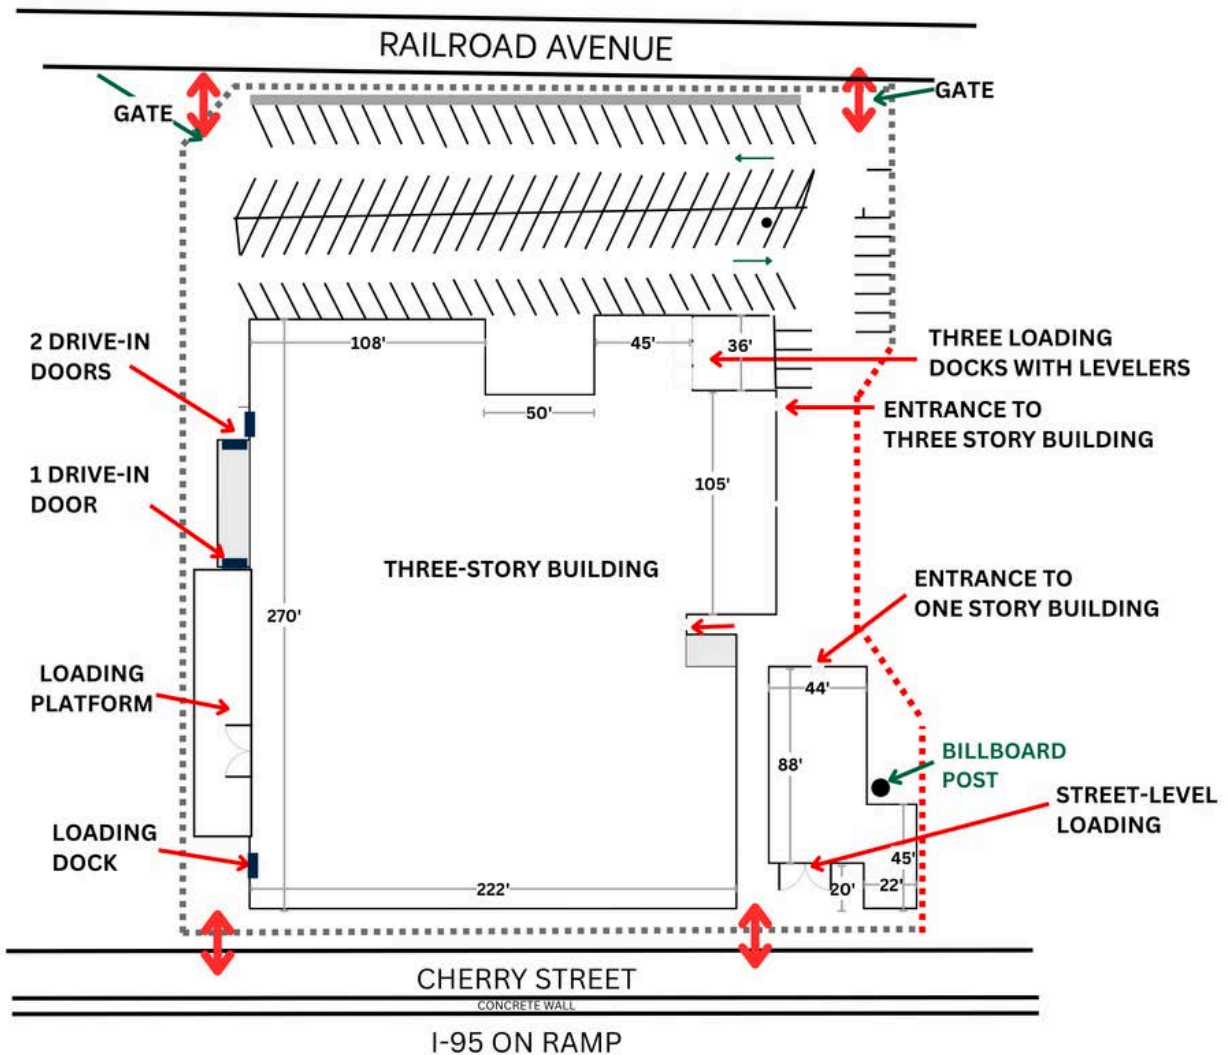 RAILROAD AVENUE
GATE
GATE
2 DRIVE-IN
DOORS
108'
45'
36'
THREE LOADING
DOCKS WITH LEVELERS
50'
ENTRANCE TO
THREE STORY BUILDING
1 DRIVE-IN
DOOR
105'
THREE-STORY BUILDING
270'
ENTRANCE TO
ONE STORY BUILDING
LOADING
PLATFORM
44'
88'
BILLBOARD
POST
STREET-LEVEL
LOADING
LOADING
DOCK
45'
222'
20'
22'
CHERRY STREET
CONCRETE WALL
I-95 ON RAMP